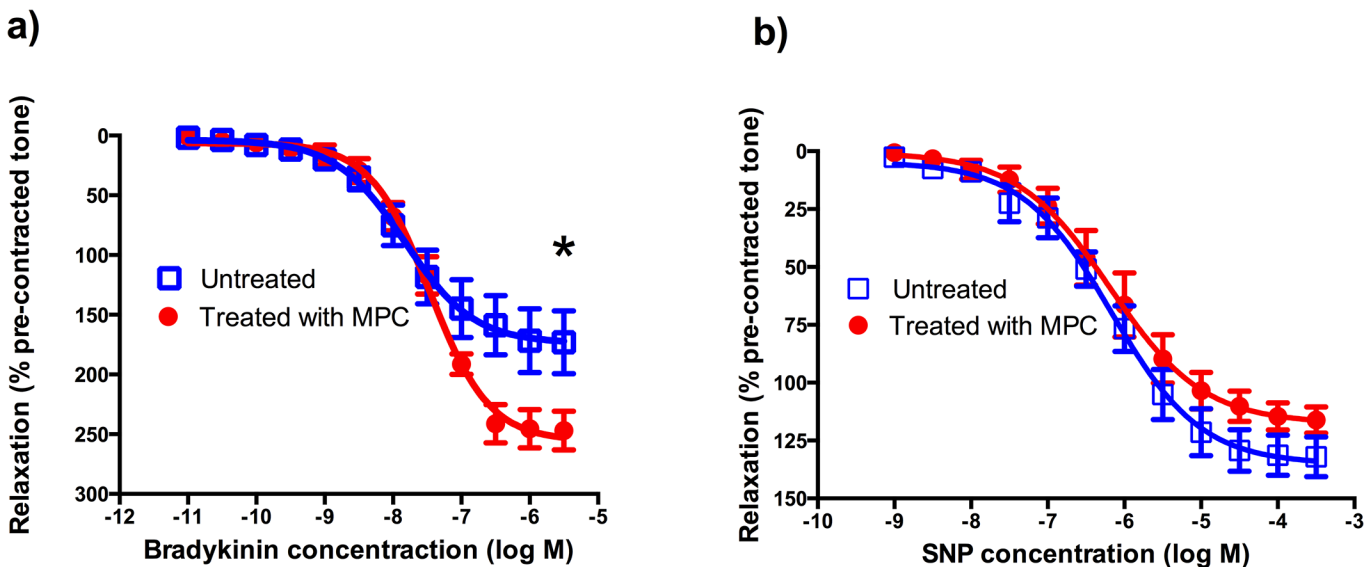 a)
Relaxation (% pre-contracted tone)
0
50
100
150
200
250
300
*
Untreated
Treated with MPC
-12 -11 -10 -9 -8 -7 -6 -5
Bradykinin concentraction (log M)
b)
Relaxation (% pre-contracted tone)
0
25
50
75
100
125
150
Untreated
Treated with MPC
-10 -9 -8 -7 -6 -5 -4 -3
SNP concentration (log M)